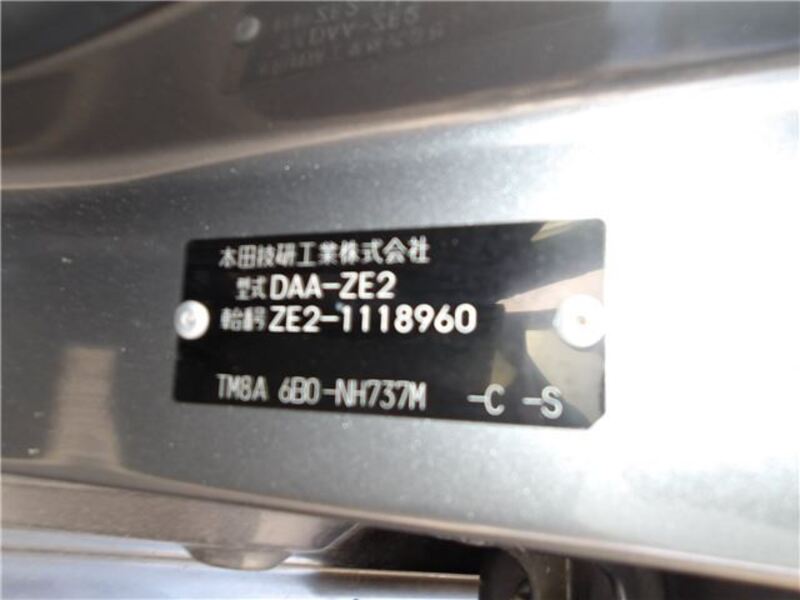 本田技研工業株式会社
型式 DAA-ZE2
車台番号 ZE2-1118960
TM8A 6B0-NH737M -C -S